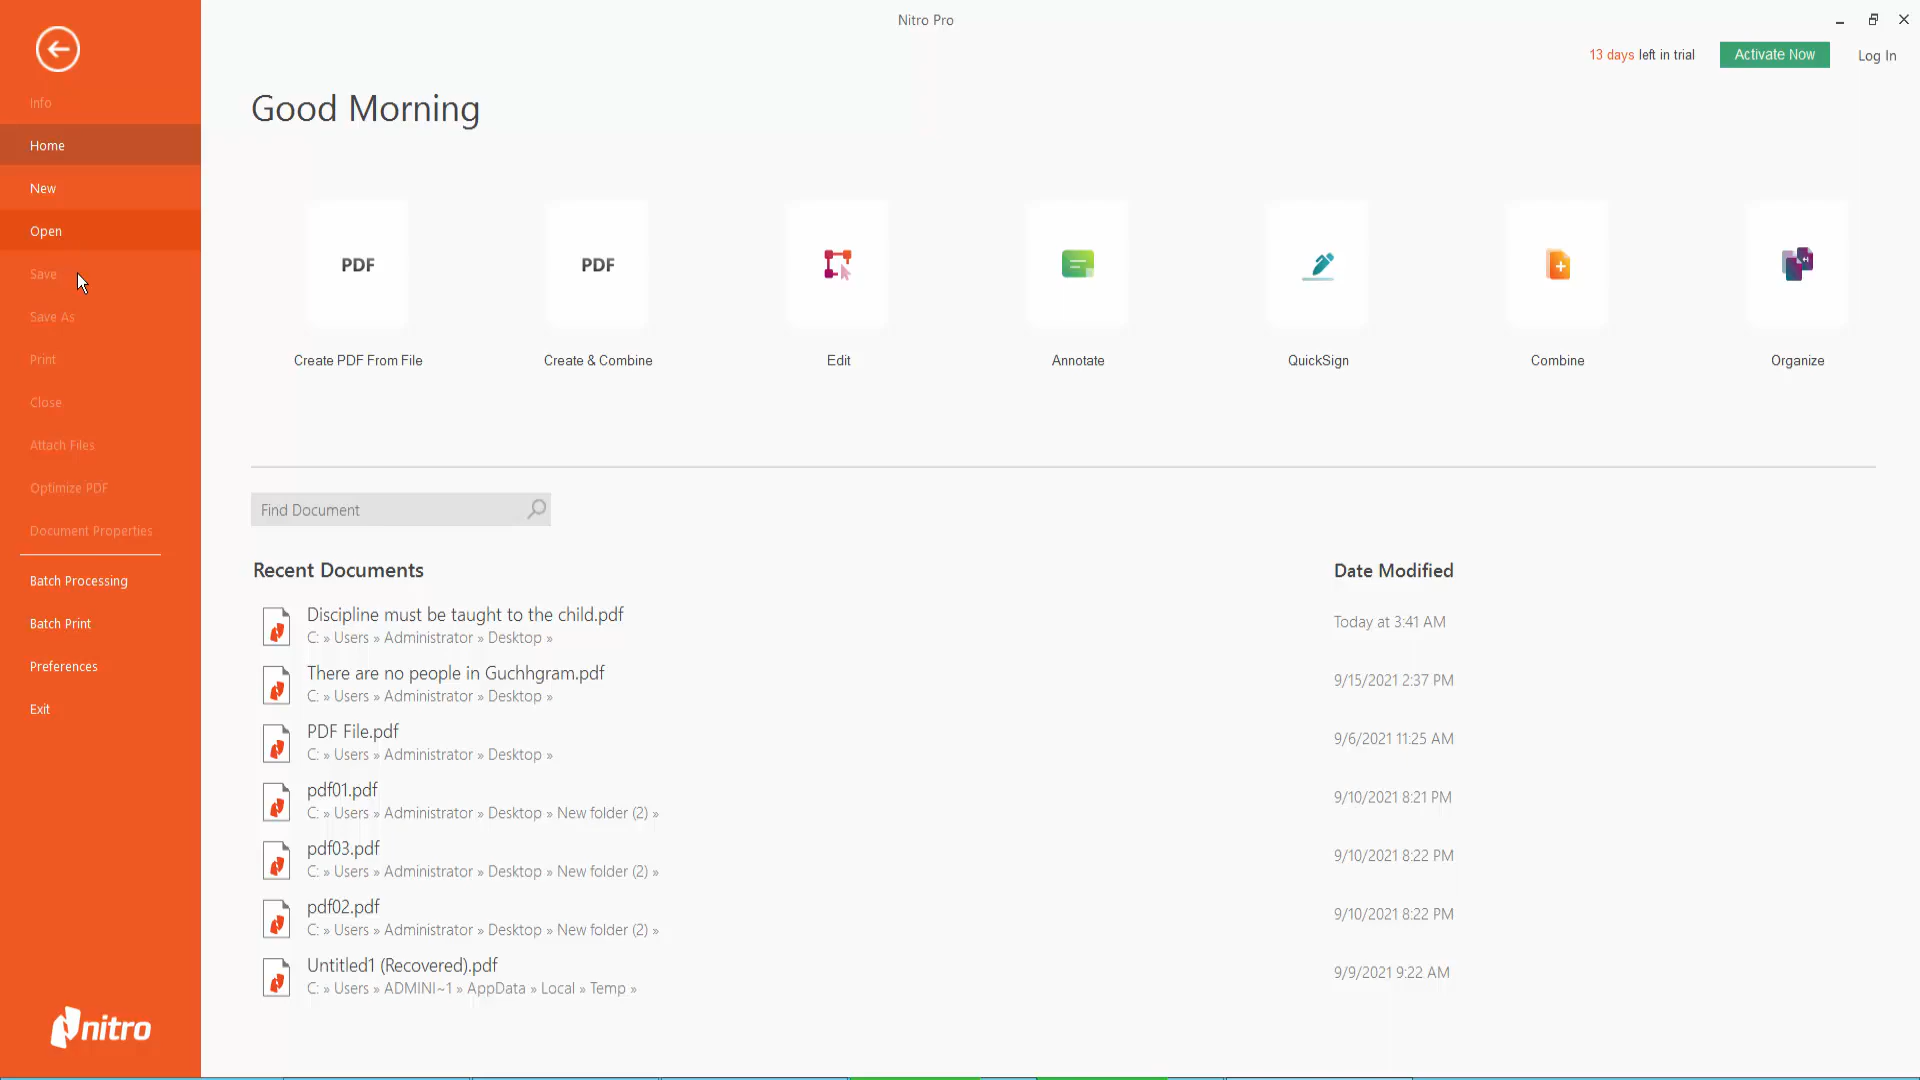 Nitro Pro
13 days left in trial
Activate Now
Log In
Info
Home
New
Open
Save
Save As
Print
Close
Attach Files
Optimize PDF
Document Properties
Batch Processing
Batch Print
Preferences
Exit
nitro
Good Morning
PDF
PDF
Create PDF From File
Create & Combine
Edit
Annotate
QuickSign
Combine
Organize
Find Document
Recent Documents
Date Modified
Discipline must be taught to the child.pdf
C: » Users » Administrator » Desktop »
Today at 3:41 AM
There are no people in Guchhgram.pdf
C: » Users » Administrator » Desktop »
9/15/2021 2:37 PM
PDF File.pdf
C: » Users » Administrator » Desktop »
9/6/2021 11:25 AM
pdf01.pdf
C: » Users » Administrator » Desktop » New folder (2) »
9/10/2021 8:21 PM
pdf03.pdf
C: » Users » Administrator » Desktop » New folder (2) »
9/10/2021 8:22 PM
pdf02.pdf
C: » Users » Administrator » Desktop » New folder (2) »
9/10/2021 8:22 PM
Untitled1 (Recovered).pdf
C: » Users » ADMINI~1 » AppData » Local » Temp »
9/9/2021 9:22 AM